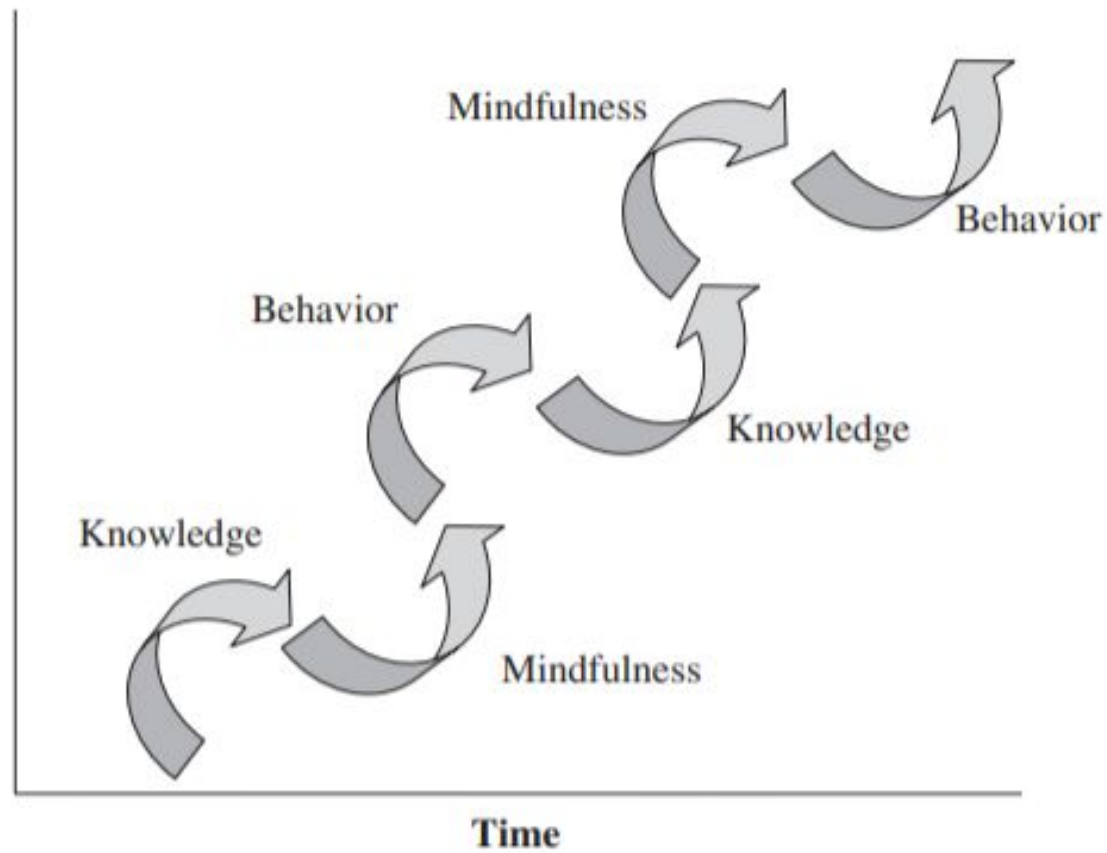 Mindfulness
Behavior
Behavior
Knowledge
Knowledge
Mindfulness
Time